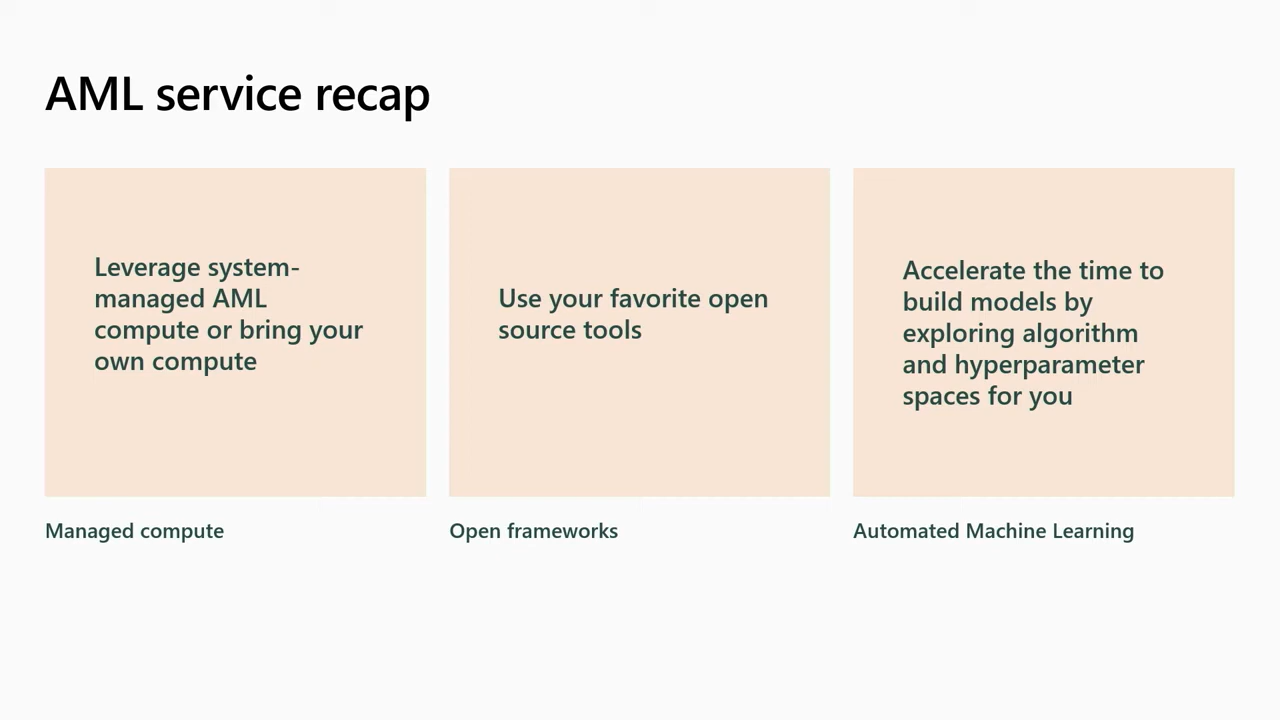 AML service recap
Leverage system-
managed AML
compute or bring your
own compute
Managed compute
Use your favorite open
source tools
Open frameworks
Accelerate the time to
build models by
exploring algorithm
and hyperparameter
spaces for you
Automated Machine Learning